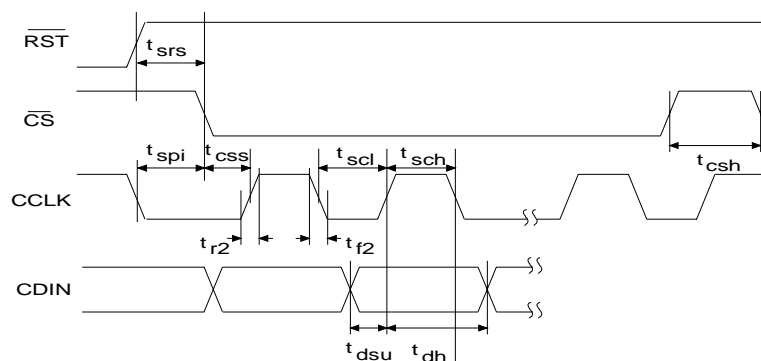 RST
t srs
CS
t spi
t css
t scl
t sch
t csh
CCLK
t r2
t f2
CDIN
t dsu
t dh